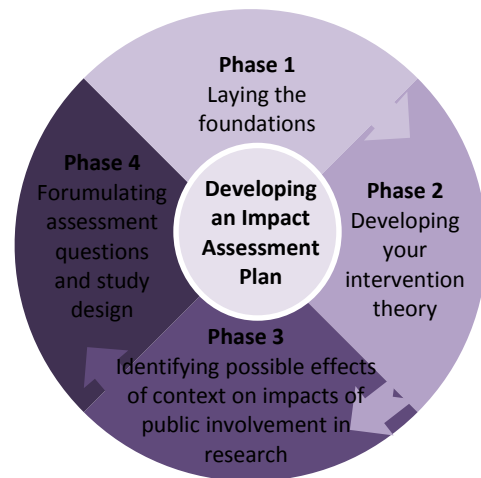 Phase 1
Laying the
foundations
Phase 2
Developing
your
intervention
theory
Phase 3
Identifying possible effects
of context on impacts of
public involvement in
research
Phase 4
Forumulating
assessment
questions
and study
design
Developing
an Impact
Assessment
Plan